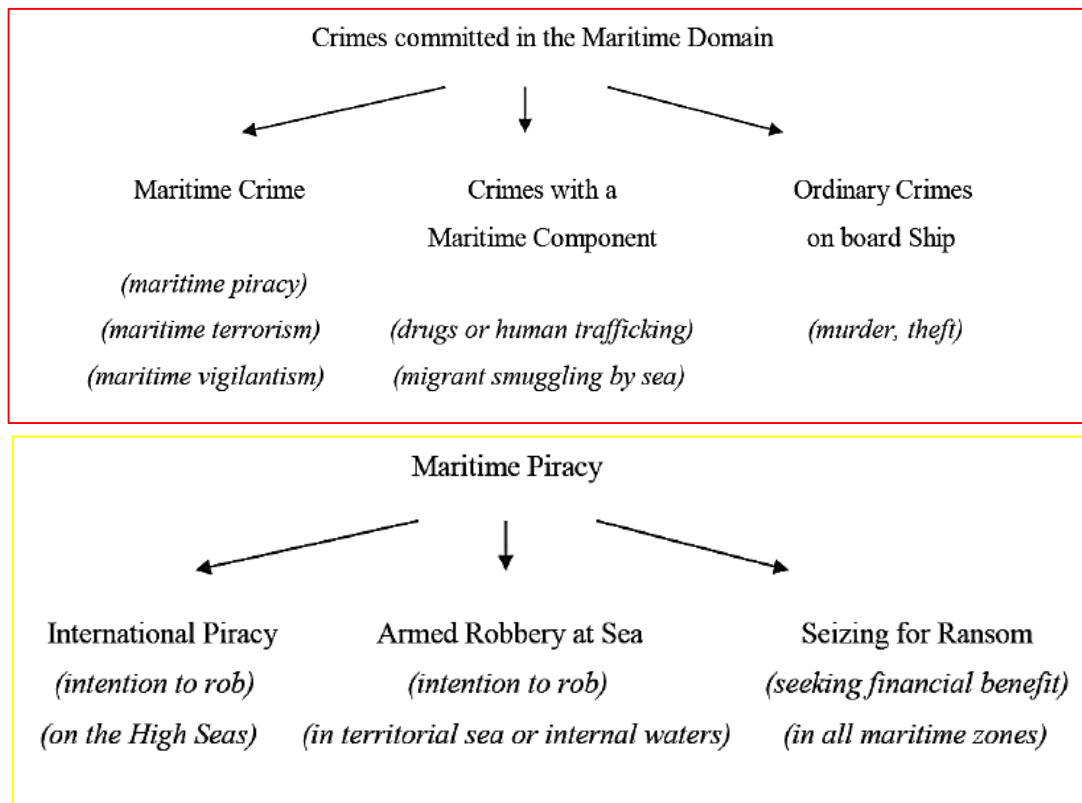 Crimes committed in the Maritime Domain
Maritime Crime
(maritime piracy)
(maritime terrorism)
(maritime vigilantism)
Crimes with a
Maritime Component
(drugs or human trafficking)
(migrant smuggling by sea)
Ordinary Crimes
on board Ship
(murder, theft)
Maritime Piracy
International Piracy
(intention to rob)
(on the High Seas)
Armed Robbery at Sea
(intention to rob)
(in territorial sea or internal waters)
Seizing for Ransom
(seeking financial benefit)
(in all maritime zones)